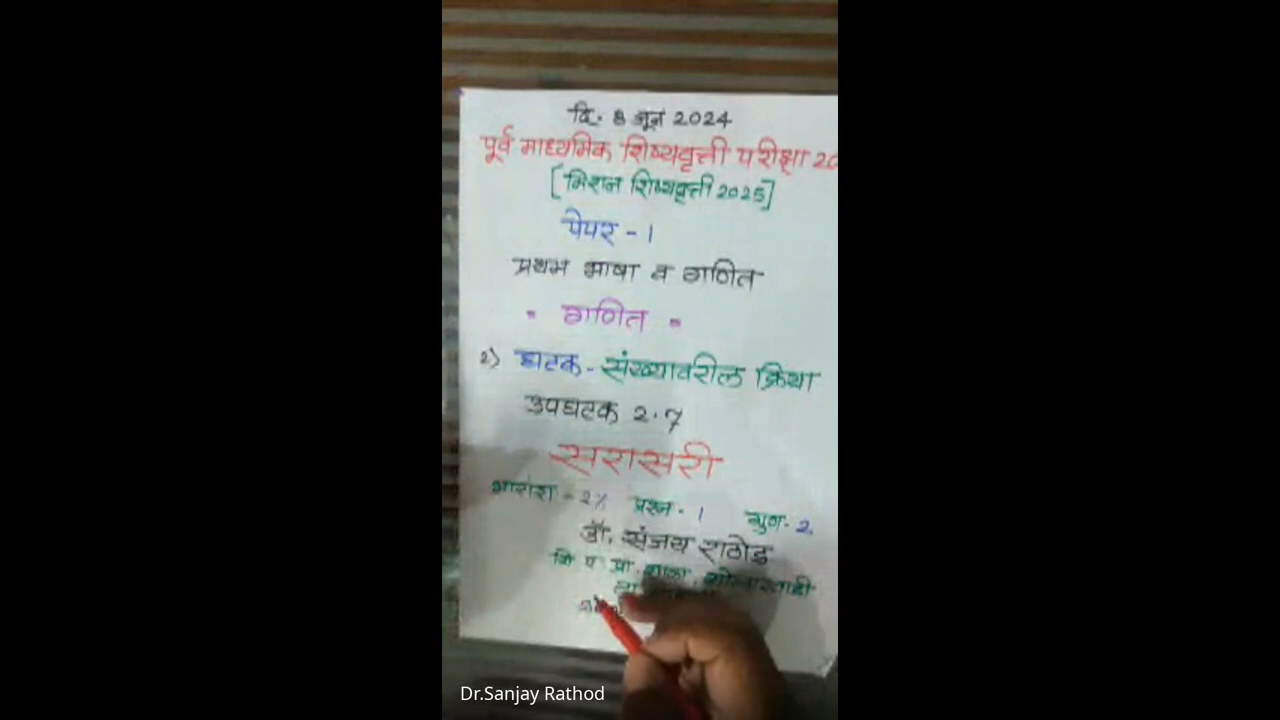 दि. 8 जून 2024
पूर्व माध्यमिक शिष्यवृत्ती परीक्षा 20
[मिशन शिष्यवृत्ती 2025]
पेपर - 1
प्रथम भाषा व गणित
" गणित "
2) घटक - संख्यावरील क्रिया
उपघटक 2.7
सरासरी
भारांश - 2% प्रश्न - 1 गुण - 2
डॉ. संजय राठोड
जि प प्रा. शाळा,
Dr.Sanjay Rathod